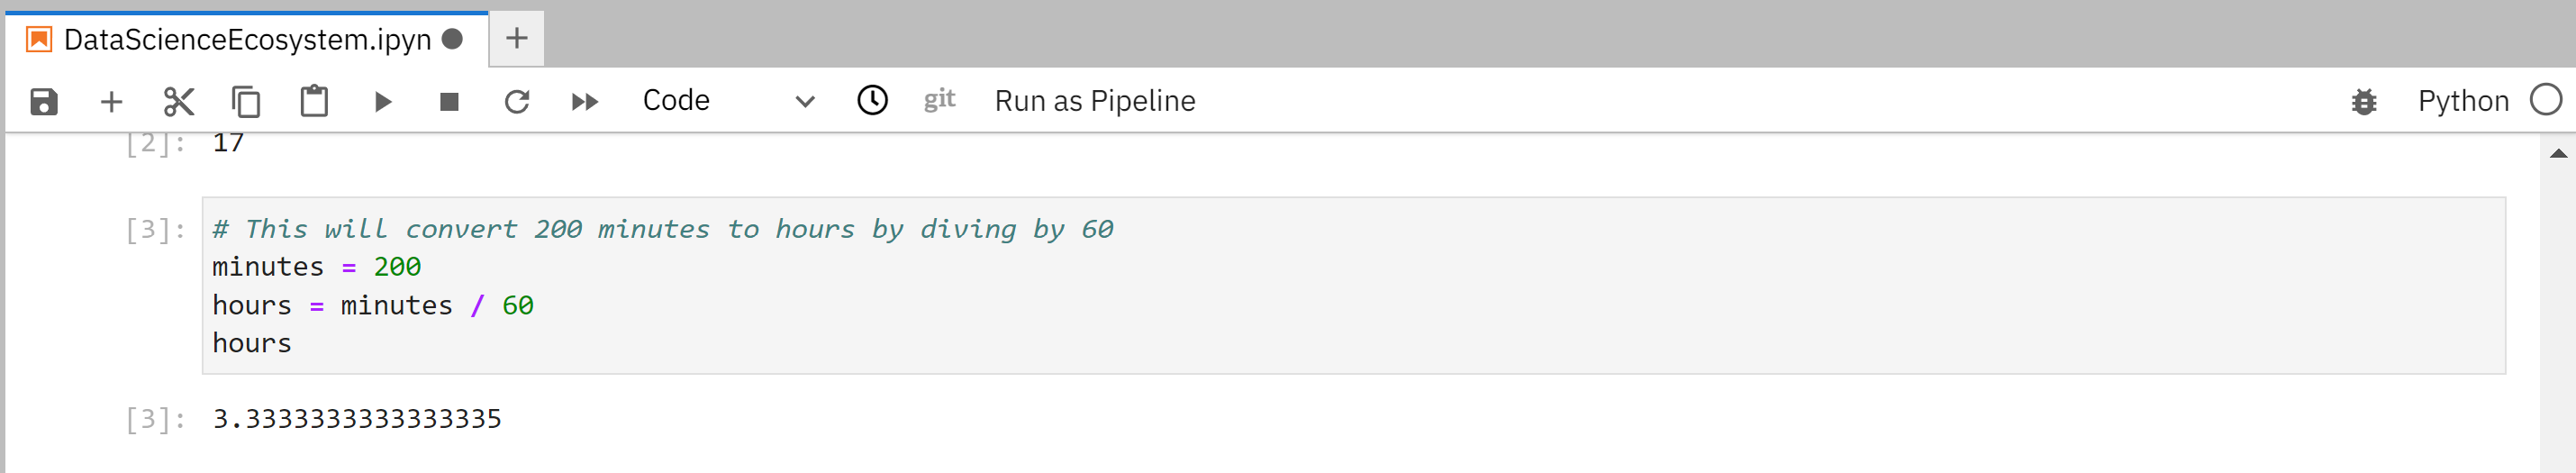 DataScienceEcosystem.ipyn
Code git Run as Pipeline Python
[2]: 17
[3]: # This will convert 200 minutes to hours by diving by 60
minutes = 200
hours = minutes / 60
hours
[3]: 3.3333333333333335